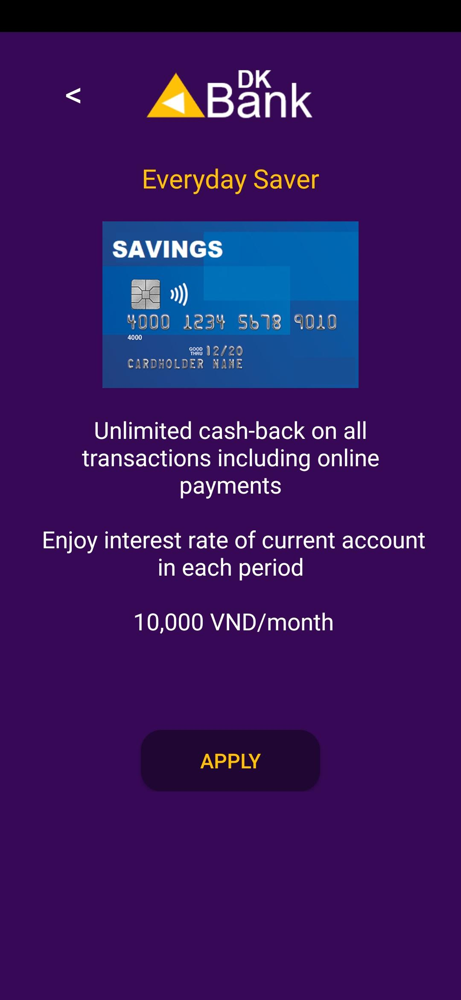 <
DK
Bank
Everyday Saver
SAVINGS
4000 1234 5678 9010
4000
GOOD THRU 12/20
CARDHOLDER NAME
Unlimited cash-back on all
transactions including online
payments
Enjoy interest rate of current account
in each period
10,000 VND/month
APPLY